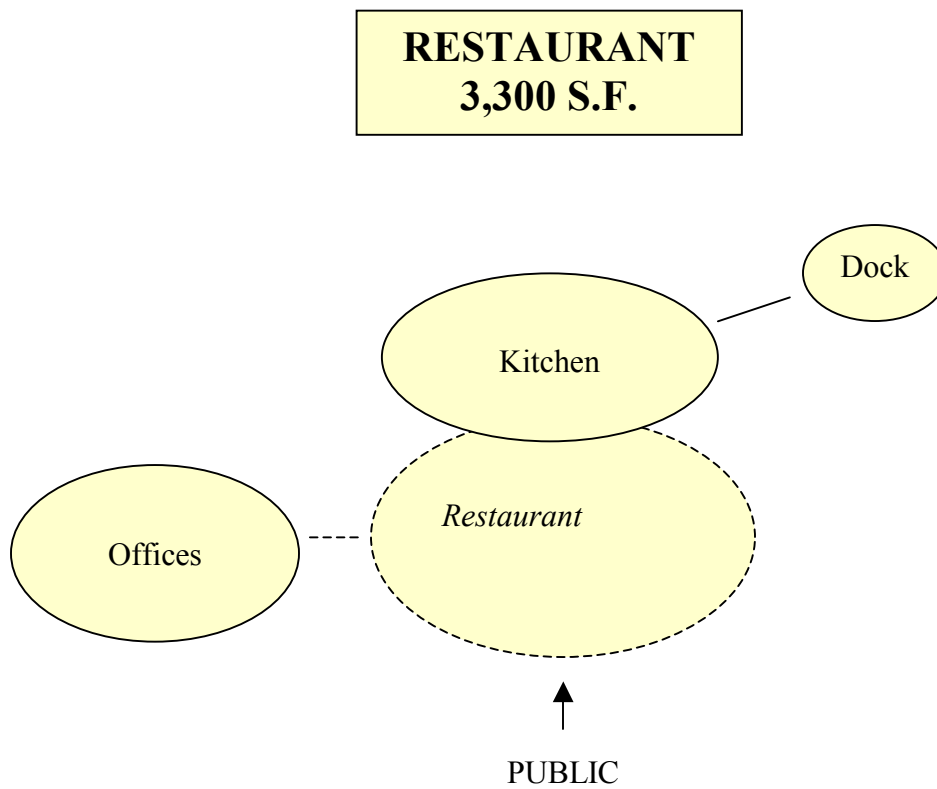 RESTAURANT
3,300 S.F.
Dock
Kitchen
Restaurant
Offices
PUBLIC